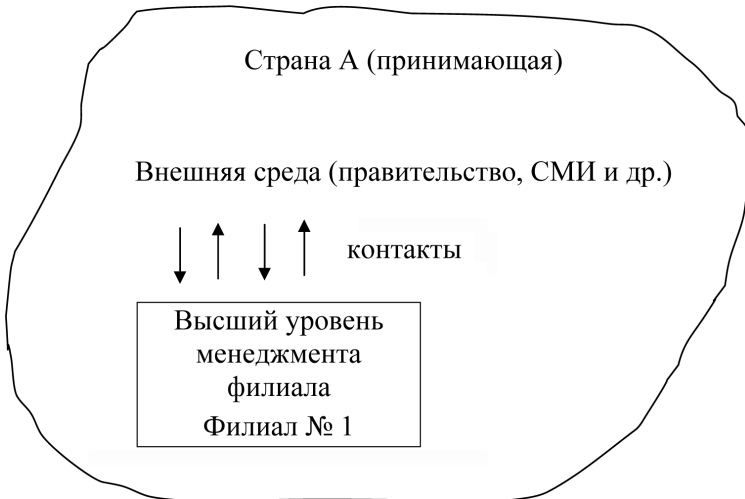 Страна А (принимающая)
Внешняя среда (правительство, СМИ и др.)
контакты
Высший уровень
менеджмента
филиала
Филиал № 1